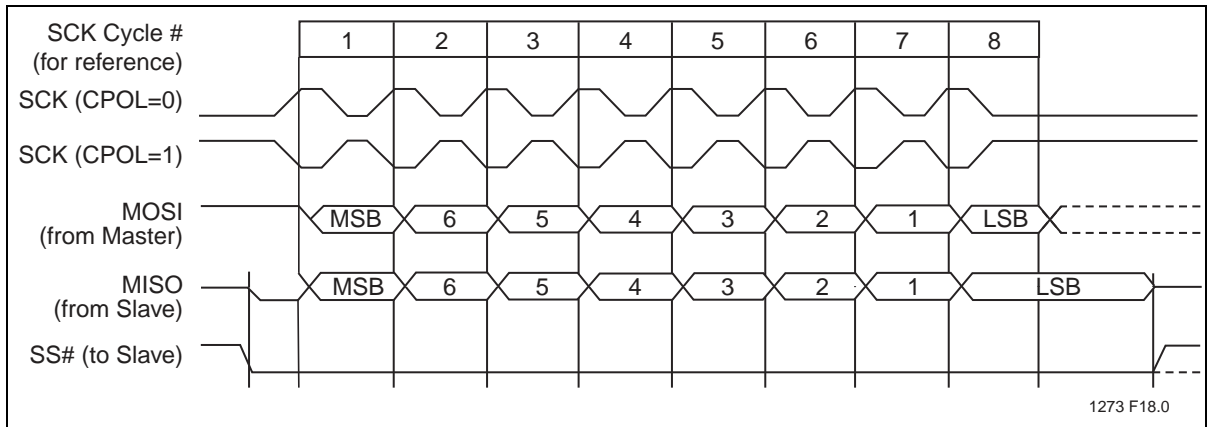 SCK Cycle # 1 2 3 4 5 6 7 8
(for reference)
SCK (CPOL=0)
SCK (CPOL=1)
MOSI MSB 6 5 4 3 2 1 LSB
(from Master)
MISO MSB 6 5 4 3 2 1 LSB
(from Slave)
SS# (to Slave)
1273 F18.0